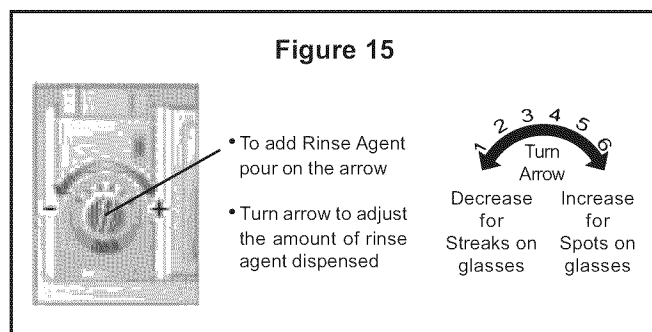 Figure 15
- +
• To add Rinse Agent
pour on the arrow
• Turn arrow to adjust
the amount of rinse
agent dispensed
1 2 3 4 5 6
Turn
Arrow
Decrease
for
Streaks on
glasses
Increase
for
Spots on
glasses